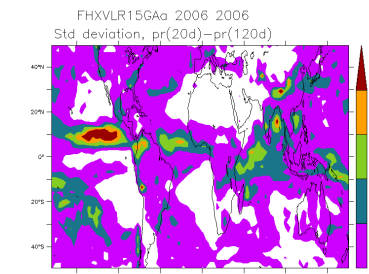 FHXVLR15GAa 2006 2006
Std deviation, pr(20d)-pr(120d)
40°N
20°N
0°
20°S
40°S